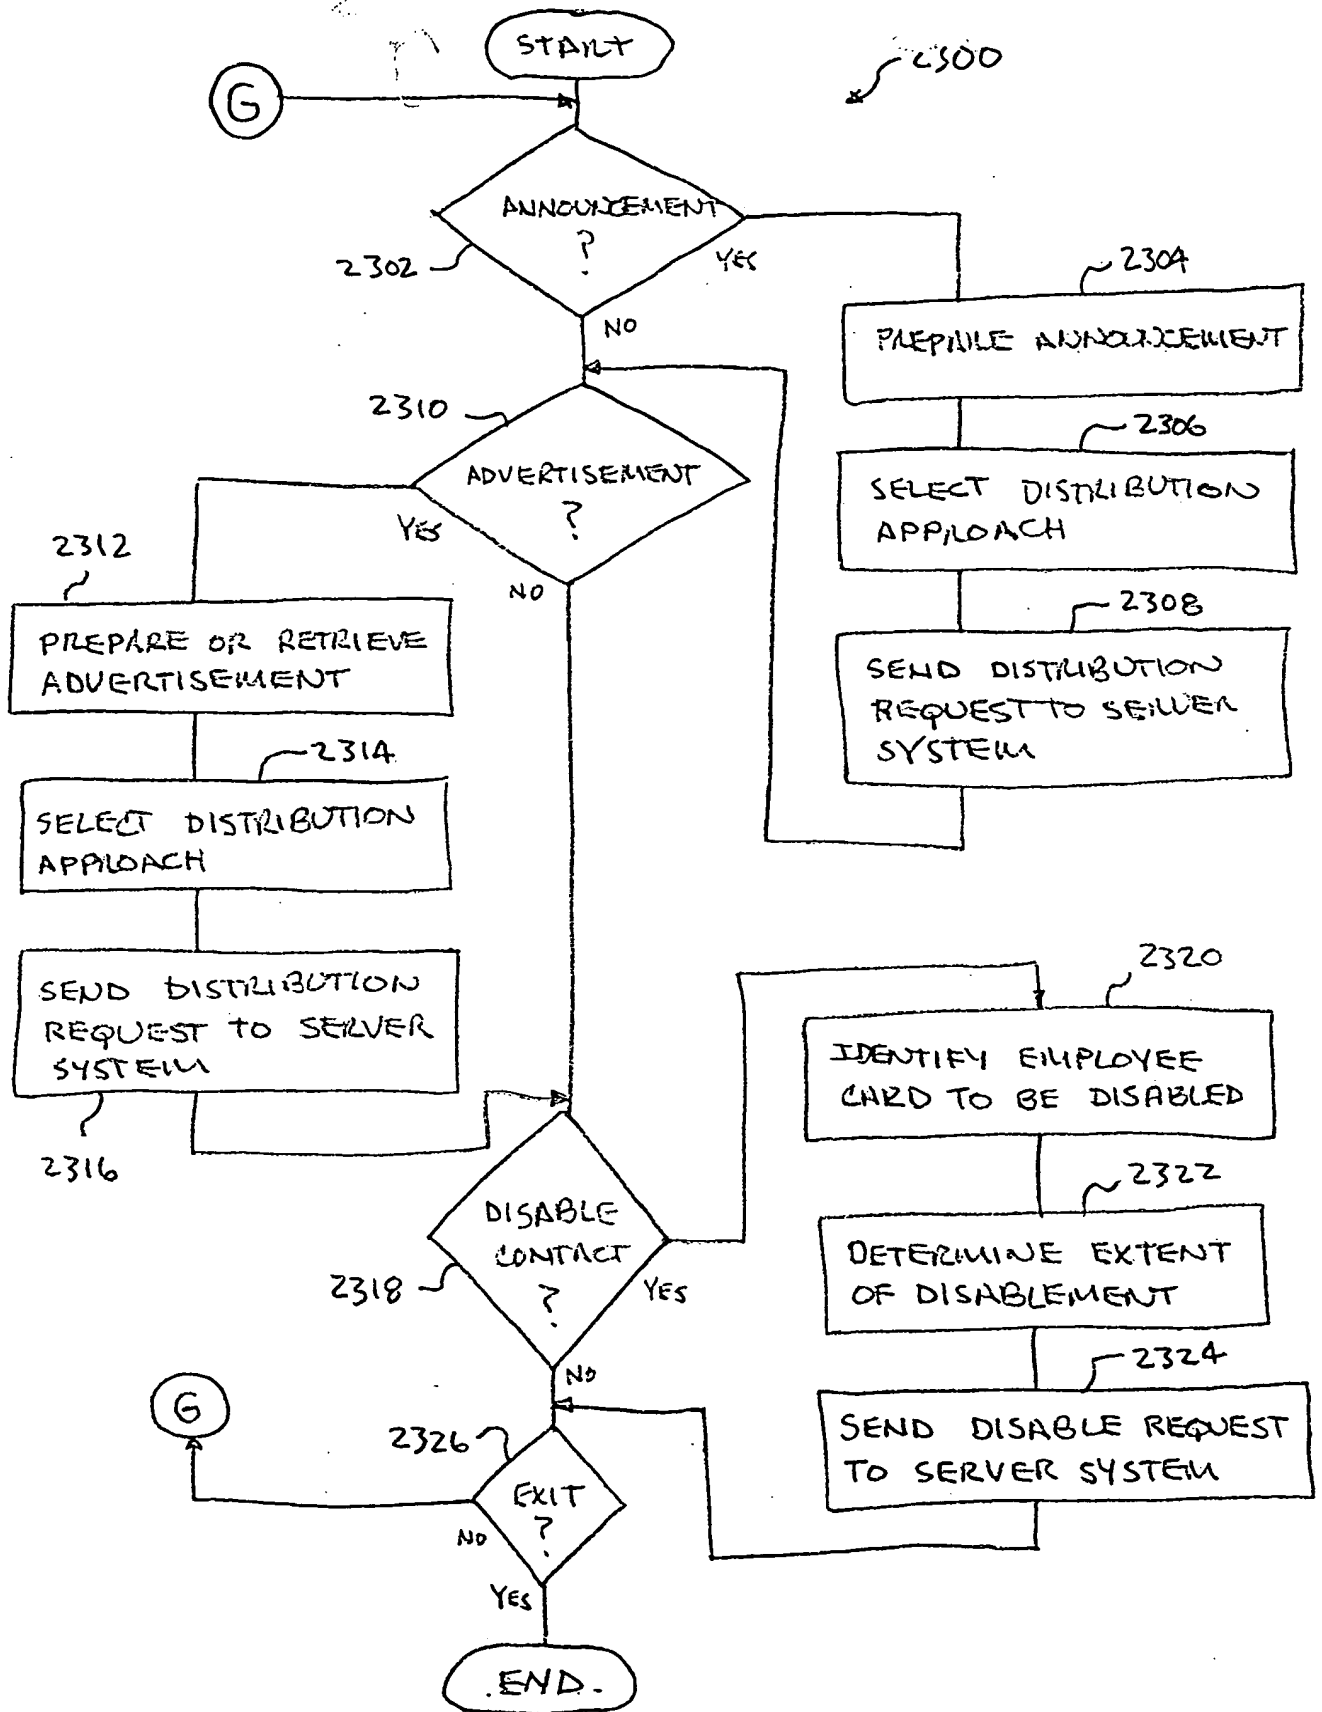 START
2300
G
ANNOUNCEMENT
?
2302
YES
NO
2304
PREPARE ANNOUNCEMENT
2306
SELECT DISTRIBUTION
APPROACH
2308
SEND DISTRIBUTION
REQUEST TO SERVER
SYSTEM
2310
ADVERTISEMENT
?
YES
NO
2312
PREPARE OR RETRIEVE
ADVERTISEMENT
2314
SELECT DISTRIBUTION
APPROACH
SEND DISTRIBUTION
REQUEST TO SERVER
SYSTEM
2316
DISABLE
CONTACT
?
2318
YES
NO
2320
IDENTIFY EMPLOYEE
CARD TO BE DISABLED
2322
DETERMINE EXTENT
OF DISABLEMENT
2324
SEND DISABLE REQUEST
TO SERVER SYSTEM
G
2326
EXIT
?
NO
YES
END